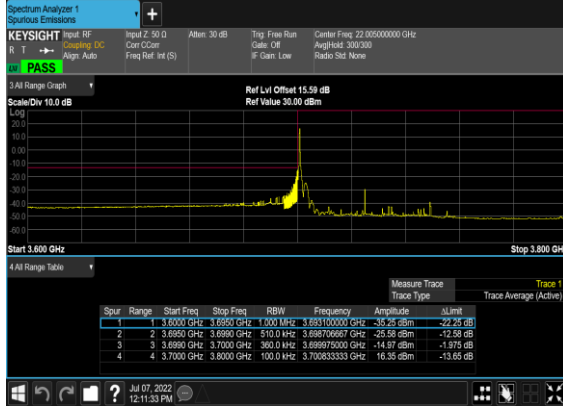 Spectrum Analyzer 1
Spurious Emissions
+
KEYSIGHT Input: RF Input Z: 50 Ω Atten: 30 dB Trig: Free Run Center Freq: 22.005000000 GHz
R T Coupling: DC Corr CCorr Gate: Off Avg|Hold: 300/300
Align: Auto Freq Ref: Int (S) IF Gain: Low Radio Std: None
PASS
3 All Range Graph
Ref Lvl Offset 15.59 dB
Scale/Div 10.0 dB Ref Value 30.00 dBm
Log
20.0
10.0
0.00
-10.0
-20.0
-30.0
-40.0
-50.0
-60.0
Start 3.600 GHz Stop 3.800 GH
4 All Range Table
Measure Trace Trace 1
Trace Type Trace Average (Active)
Spur Range Start Freq Stop Freq RBW Frequency Amplitude ΔLimit
1 1 3.6000 GHz 3.6950 GHz 1.000 MHz 3.693100000 GHz -35.25 dBm -22.25 dB
2 2 3.6950 GHz 3.6990 GHz 510.0 kHz 3.698706667 GHz -25.58 dBm -12.58 dB
3 3 3.6990 GHz 3.7000 GHz 360.0 kHz 3.699975000 GHz -14.97 dBm -1.975 dB
4 4 3.7000 GHz 3.8000 GHz 100.0 kHz 3.700833333 GHz 16.35 dBm -13.65 dB
? Jul 07, 2022
12:11:33 PM